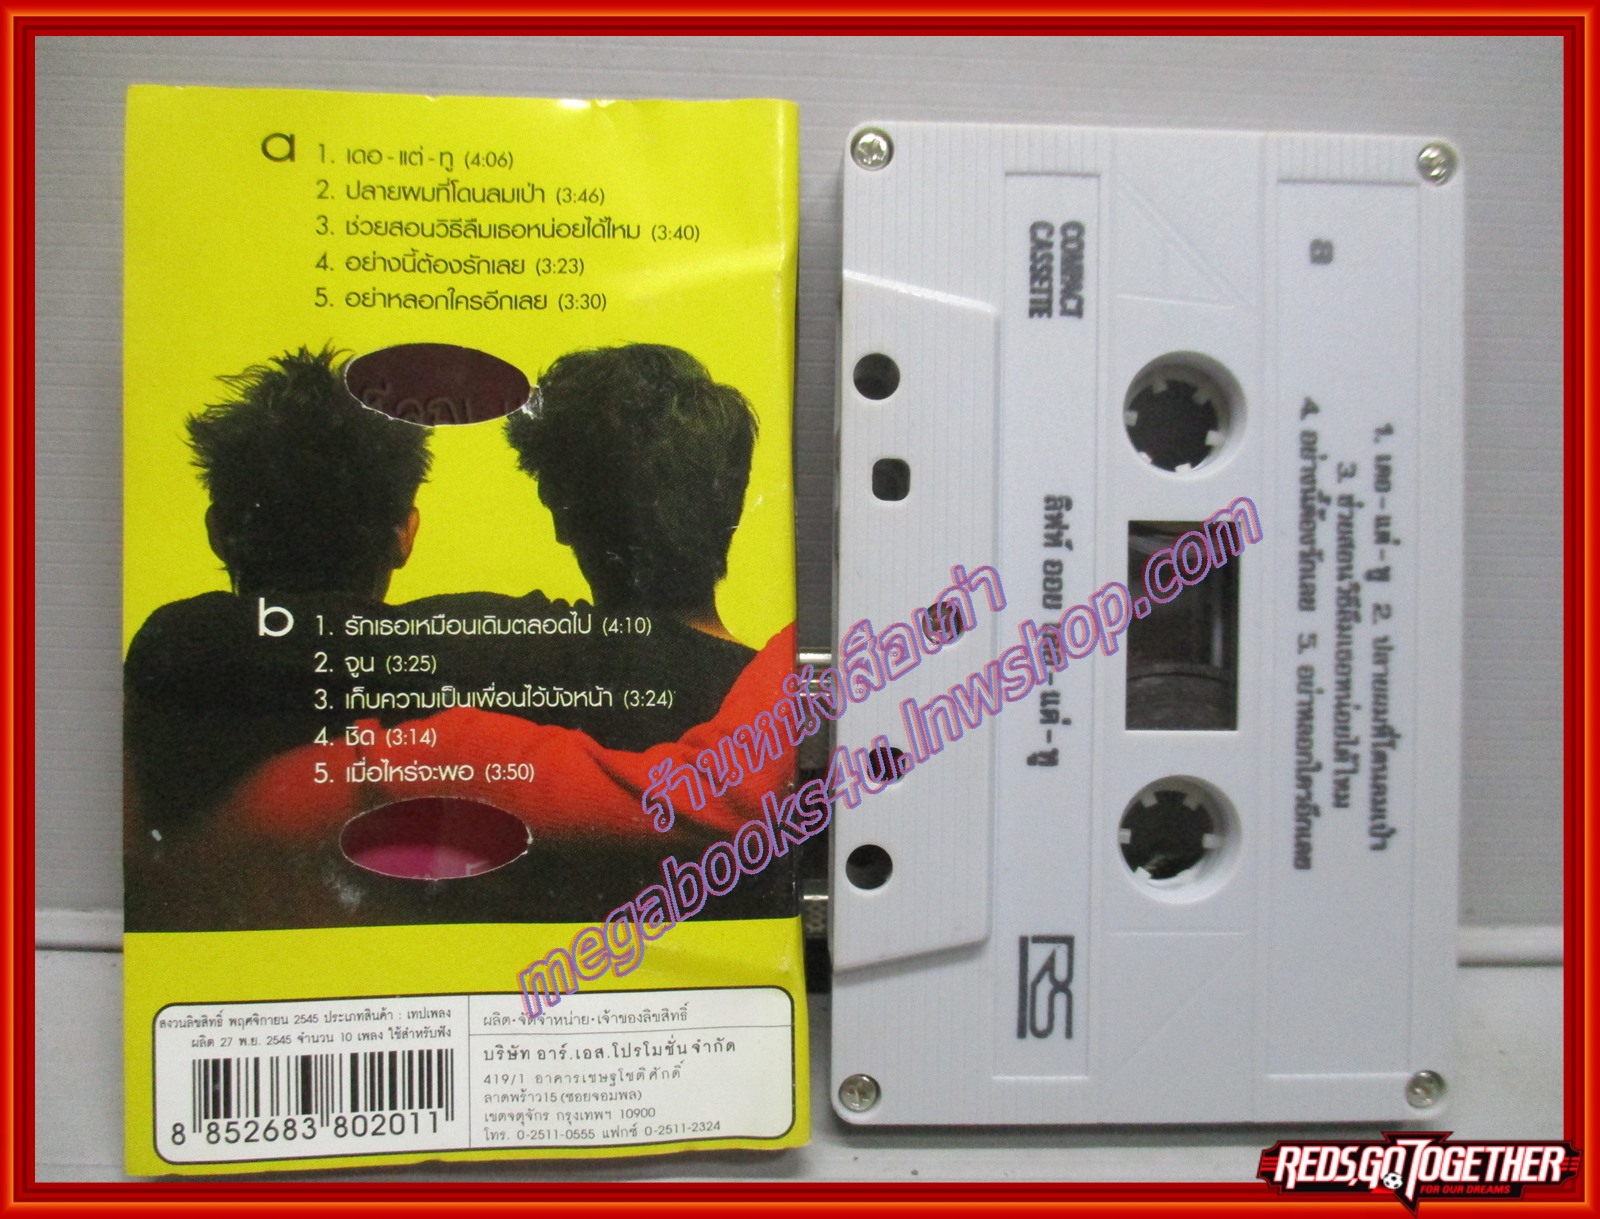 a
1. เดอ - แต่ - ทู (4:06)
2. ปลายผมที่โดนลมเป่า (3:46)
3. ช่วยสอนวิธีลืมเธอหน่อยได้ไหม (3:40)
4. อย่างนี้ต้องรักเลย (3:23)
5. อย่าหลอกใครอีกเลย (3:30)
b
1. รักเธอเหมือนเดิมตลอดไป (4:10)
2. จูน (3:25)
3. เก็บความเป็นเพื่อนไว้บังหน้า (3:24)
4. ชิด (3:14)
5. เมื่อไหร่จะพอ (3:50)
สงวนลิขสิทธิ์ พฤศจิกายน 2545 ประเภทสินค้า : เทปเพลง
ผลิต 27 พ.ย. 2545 จำนวน 10 เพลง ใช้สำหรับฟัง
8 852683 802011
ผลิต•จัดจำหน่าย•เจ้าของลิขสิทธิ์
บริษัท อาร์.เอส.โปรโมชั่น จำกัด
419/1 อาคารเชษฐโชติศักดิ์
ลาดพร้าว15 (ซอยจอมพล)
เขตจตุจักร กรุงเทพฯ 10900
โทร. 0-2511-0555 แฟกซ์ 0-2511-2324
a
1. เดอ - แต่ - ทู 2. ปลายผมที่โดนลมเป่า
3. ช่วยสอนวิธีลืมเธอหน่อยได้ไหม
4. อย่างนี้ต้องรักเลย 5. อย่าหลอกใครอีกเลย
COMPACT
CASSETTE
ลิฟท์ ออย เดอ - แต่ - ทู
RS
ร้านหนังสือเก่า
megabooks4u.lnwshop.com
REDS, GO TOGETHER
FOR OUR DREAMS